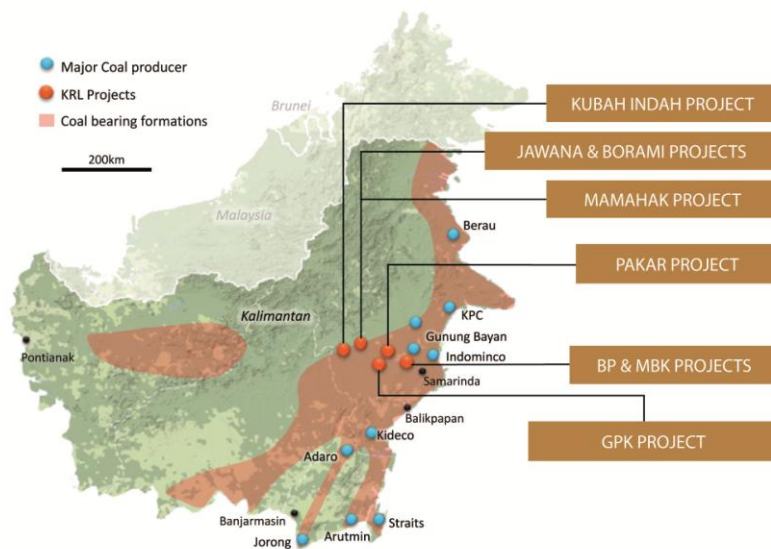 Major Coal producer
KRL Projects
Coal bearing formations
200km
Brunei
Malaysia
Kalimantan
Pontianak
Berau
KPC
Gunung Bayan
Indominco
Samarinda
Balikpapan
Kideco
Adaro
Banjarmasin
Jorong
Arutmin
Straits
KUBAH INDAH PROJECT
JAWANA & BORAMI PROJECTS
MAMAHAK PROJECT
PAKAR PROJECT
BP & MBK PROJECTS
GPK PROJECT